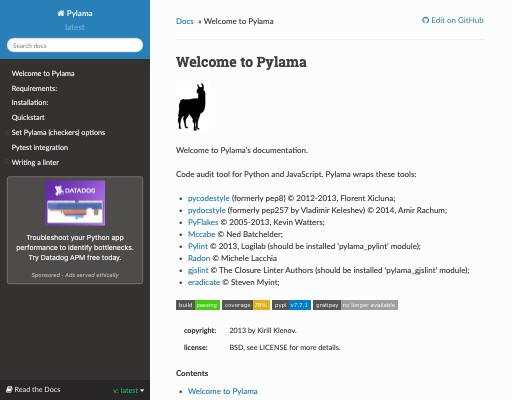 Pylama
latest
Search docs
Welcome to Pylama
Requirements:
Installation:
Quickstart
Set Pylama (checkers) options
Pytest integration
Writing a linter
DATADOG
Troubleshoot your Python app
performance to identify bottlenecks.
Try Datadog APM free today.
Sponsored · Ads served ethically
Read the Docs
v: latest
Docs » Welcome to Pylama
Edit on GitHub
Welcome to Pylama
Welcome to Pylama's documentation.
Code audit tool for Python and JavaScript. Pylama wraps these tools:
pycodestyle (formerly pep8) © 2012-2013, Florent Xicluna;
pydocstyle (formerly pep257 by Vladimir Keleshev) © 2014, Amir Rachum;
PyFlakes © 2005-2013, Kevin Watters;
Mccabe © Ned Batchelder;
Pylint © 2013, Logilab (should be installed 'pylama_pylint' module);
Radon © Michele Lacchia
gjslint © The Closure Linter Authors (should be installed 'pylama_gjslint' module);
eradicate © Steven Myint;
build passing coverage 78% pypi v7.7.1 gratipay no longer available
copyright: 2013 by Kirill Klenov.
license: BSD, see LICENSE for more details.
Contents
Welcome to Pylama